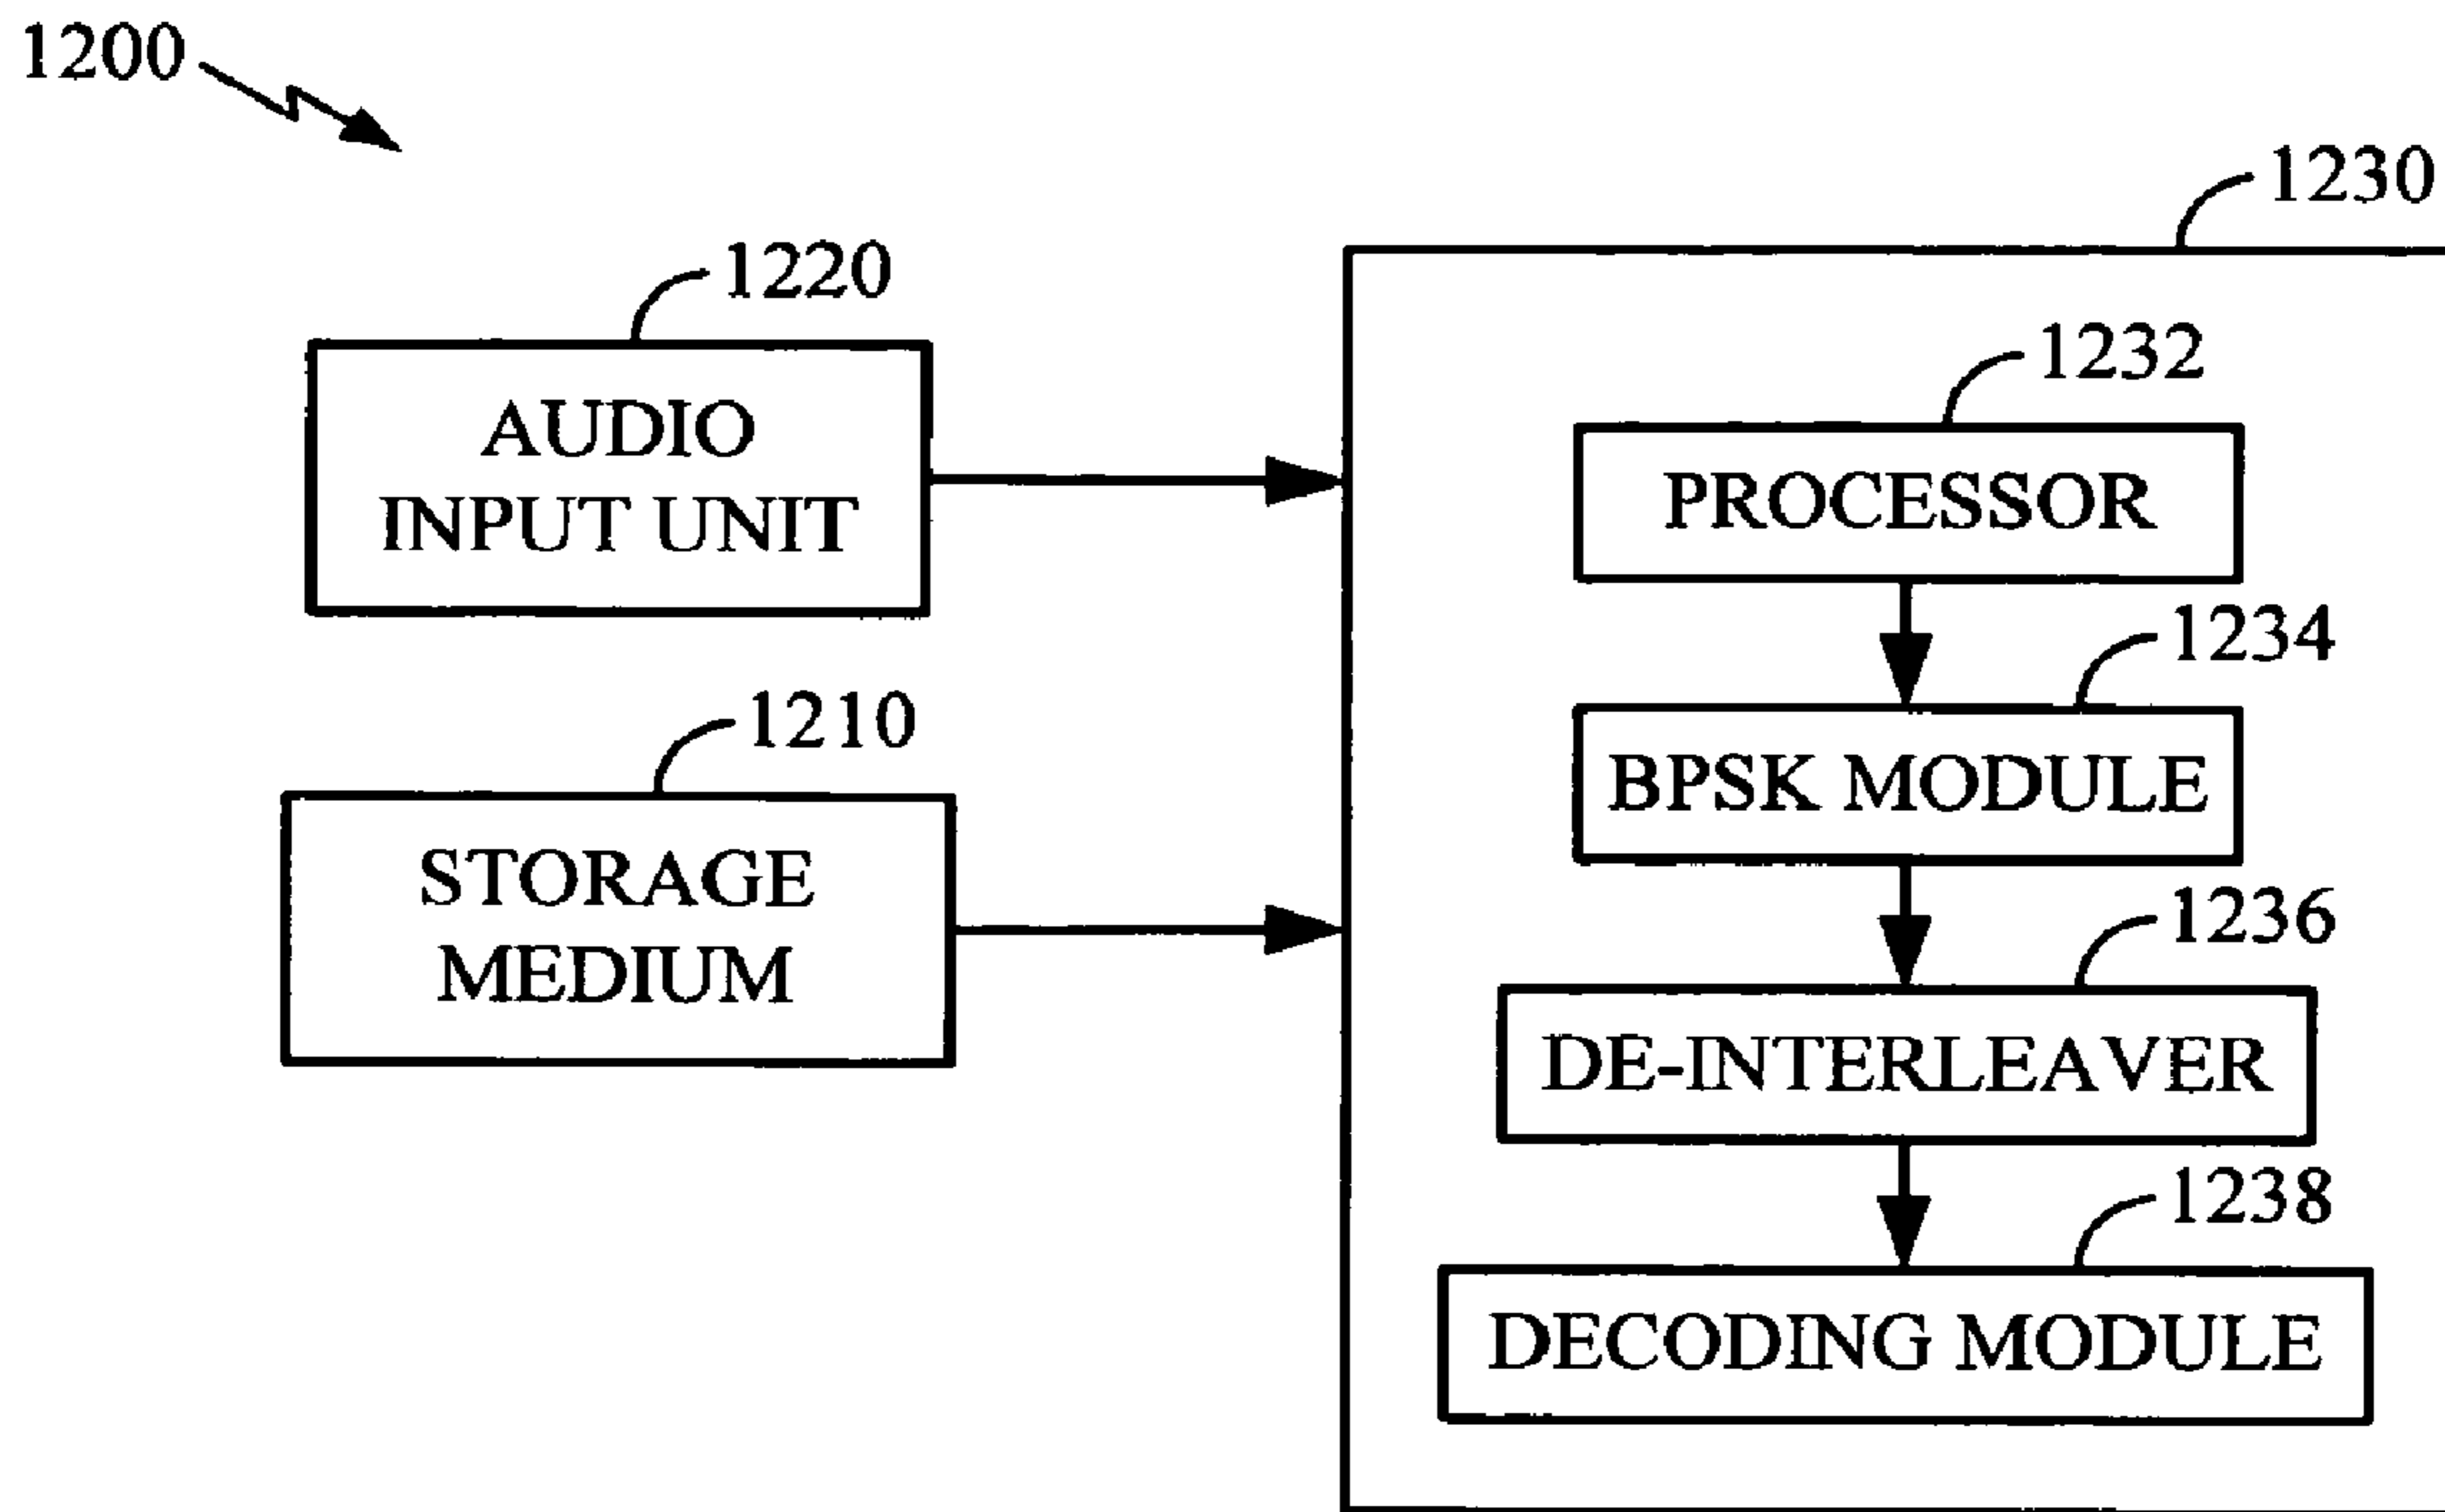 1200
1230
1220
AUDIO
INPUT UNIT
1232
PROCESSOR
1234
BPSK MODULE
1210
STORAGE
MEDIUM
1236
DE-INTERLEAVER
1238
DECODING MODULE